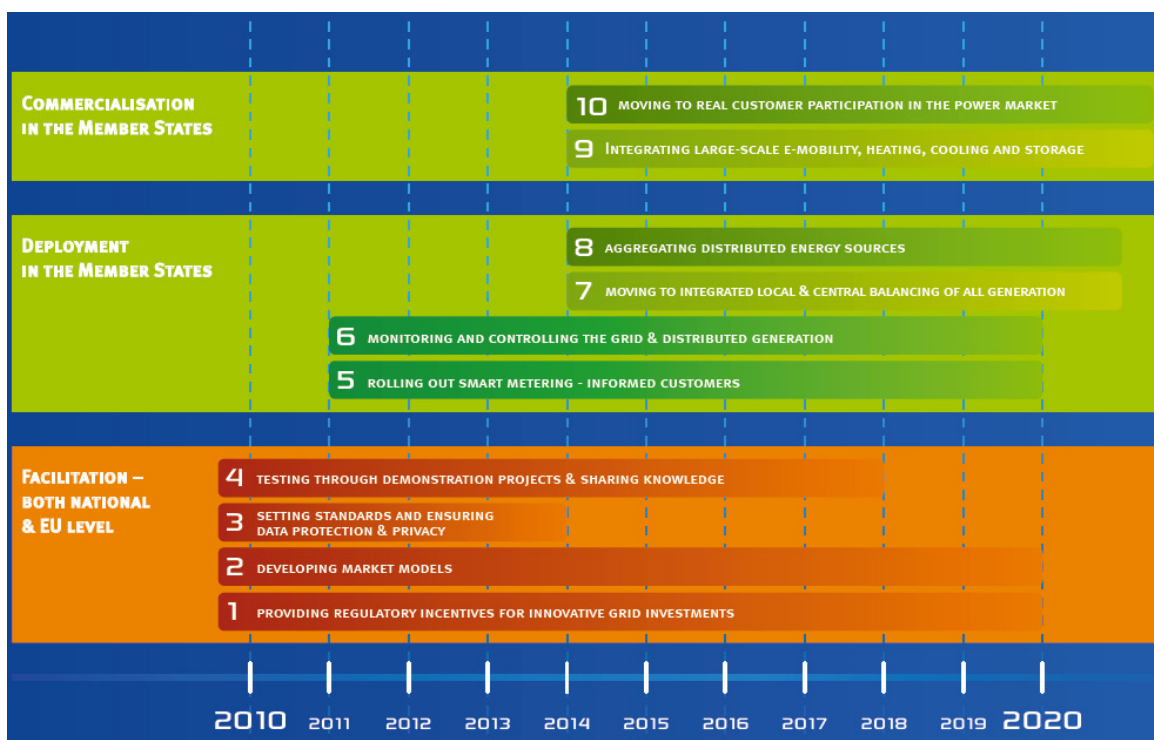 COMMERCIALISATION
IN THE MEMBER STATES
10 MOVING TO REAL CUSTOMER PARTICIPATION IN THE POWER MARKET
9 INTEGRATING LARGE-SCALE E-MOBILITY, HEATING, COOLING AND STORAGE
DEPLOYMENT
IN THE MEMBER STATES
8 AGGREGATING DISTRIBUTED ENERGY SOURCES
7 MOVING TO INTEGRATED LOCAL & CENTRAL BALANCING OF ALL GENERATION
6 MONITORING AND CONTROLLING THE GRID & DISTRIBUTED GENERATION
5 ROLLING OUT SMART METERING - INFORMED CUSTOMERS
FACILITATION –
BOTH NATIONAL
& EU LEVEL
4 TESTING THROUGH DEMONSTRATION PROJECTS & SHARING KNOWLEDGE
3 SETTING STANDARDS AND ENSURING
DATA PROTECTION & PRIVACY
2 DEVELOPING MARKET MODELS
1 PROVIDING REGULATORY INCENTIVES FOR INNOVATIVE GRID INVESTMENTS
2010 2011 2012 2013 2014 2015 2016 2017 2018 2019 2020